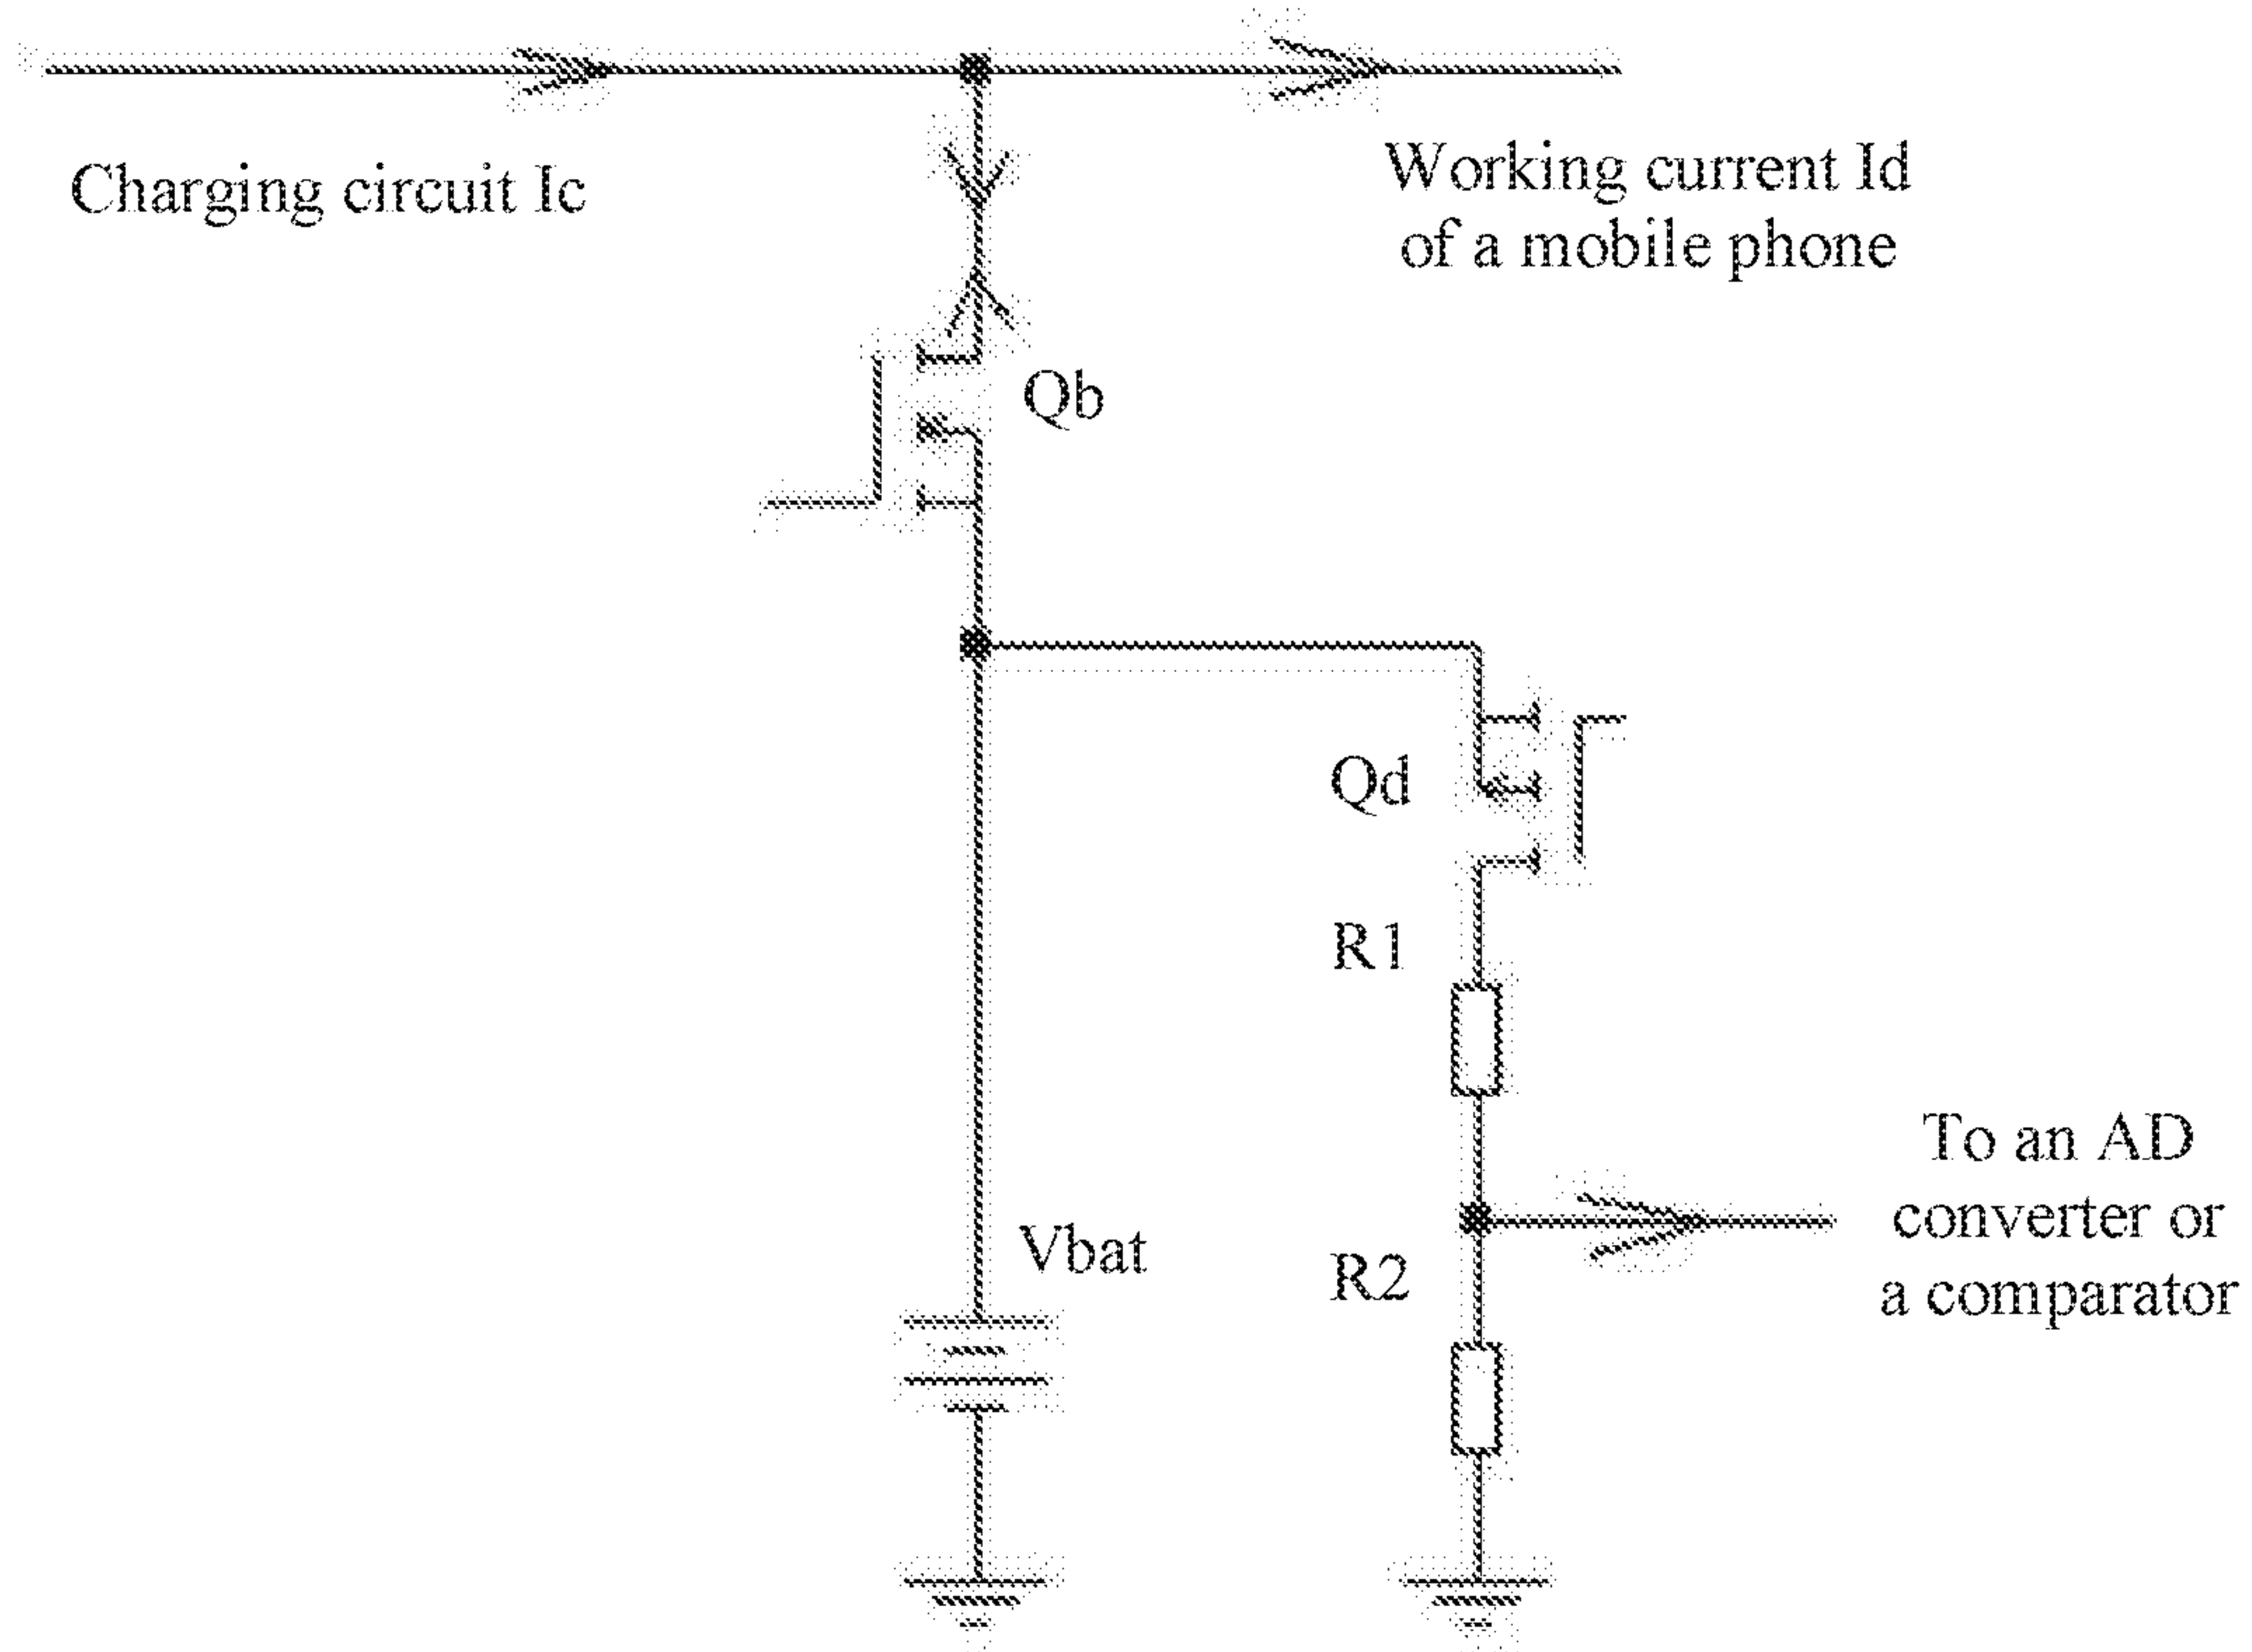 Charging circuit Ic
Working current Id
of a mobile phone
Qb
Qd
R1
To an AD
converter or
a comparator
Vbat
R2